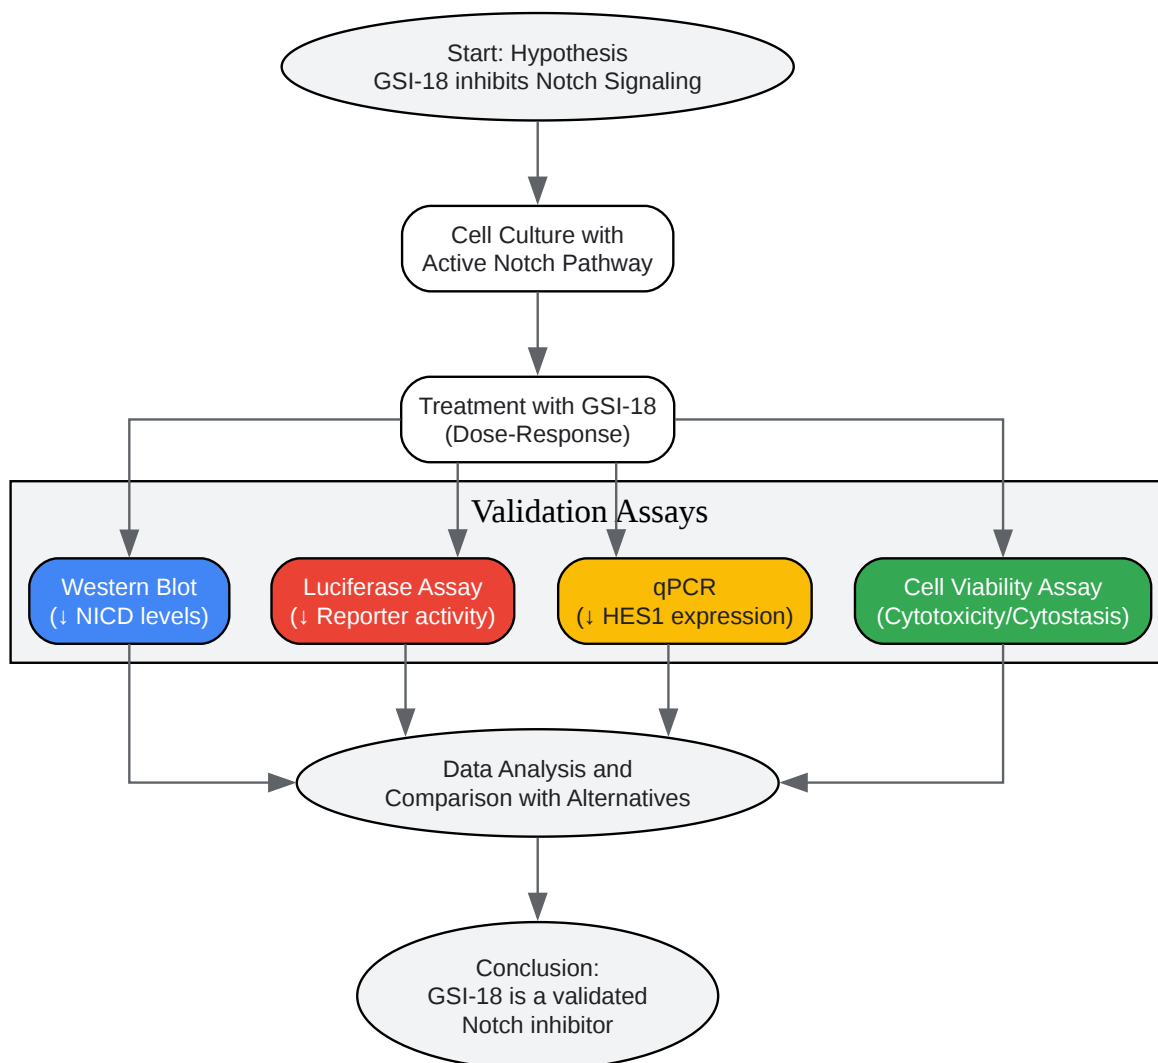 Start: Hypothesis
GSI-18 inhibits Notch Signaling
Cell Culture with
Active Notch Pathway
Treatment with GSI-18
(Dose-Response)
Validation Assays
Western Blot
(↓ NICD levels)
Luciferase Assay
(↓ Reporter activity)
qPCR
(↓ HES1 expression)
Cell Viability Assay
(Cytotoxicity/Cytostasis)
Data Analysis and
Comparison with Alternatives
Conclusion:
GSI-18 is a validated
Notch inhibitor